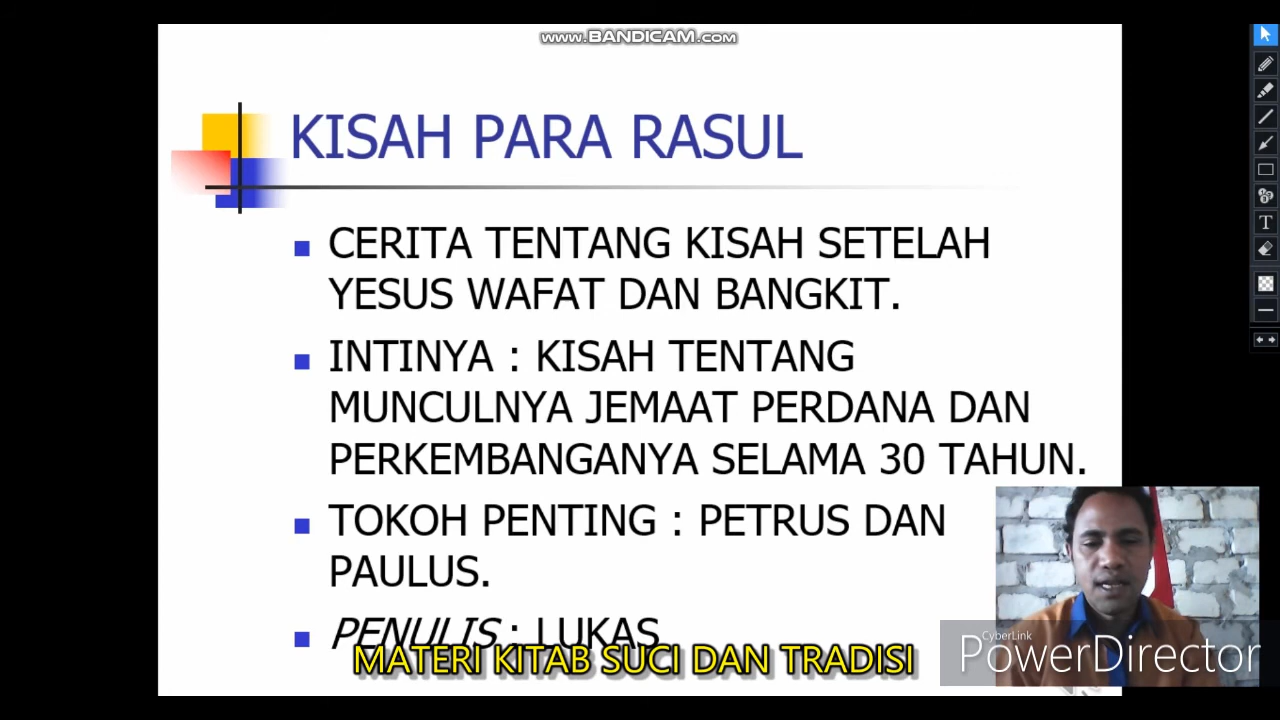 www.BANDICAM.com
KISAH PARA RASUL
CERITA TENTANG KISAH SETELAH
YESUS WAFAT DAN BANGKIT.
INTINYA : KISAH TENTANG
MUNCULNYA JEMAAT PERDANA DAN
PERKEMBANGANYA SELAMA 30 TAHUN.
TOKOH PENTING : PETRUS DAN
PAULUS.
PENULIS : LUKAS
MATERI KITAB SUCI DAN TRADISI
CyberLink
PowerDirector